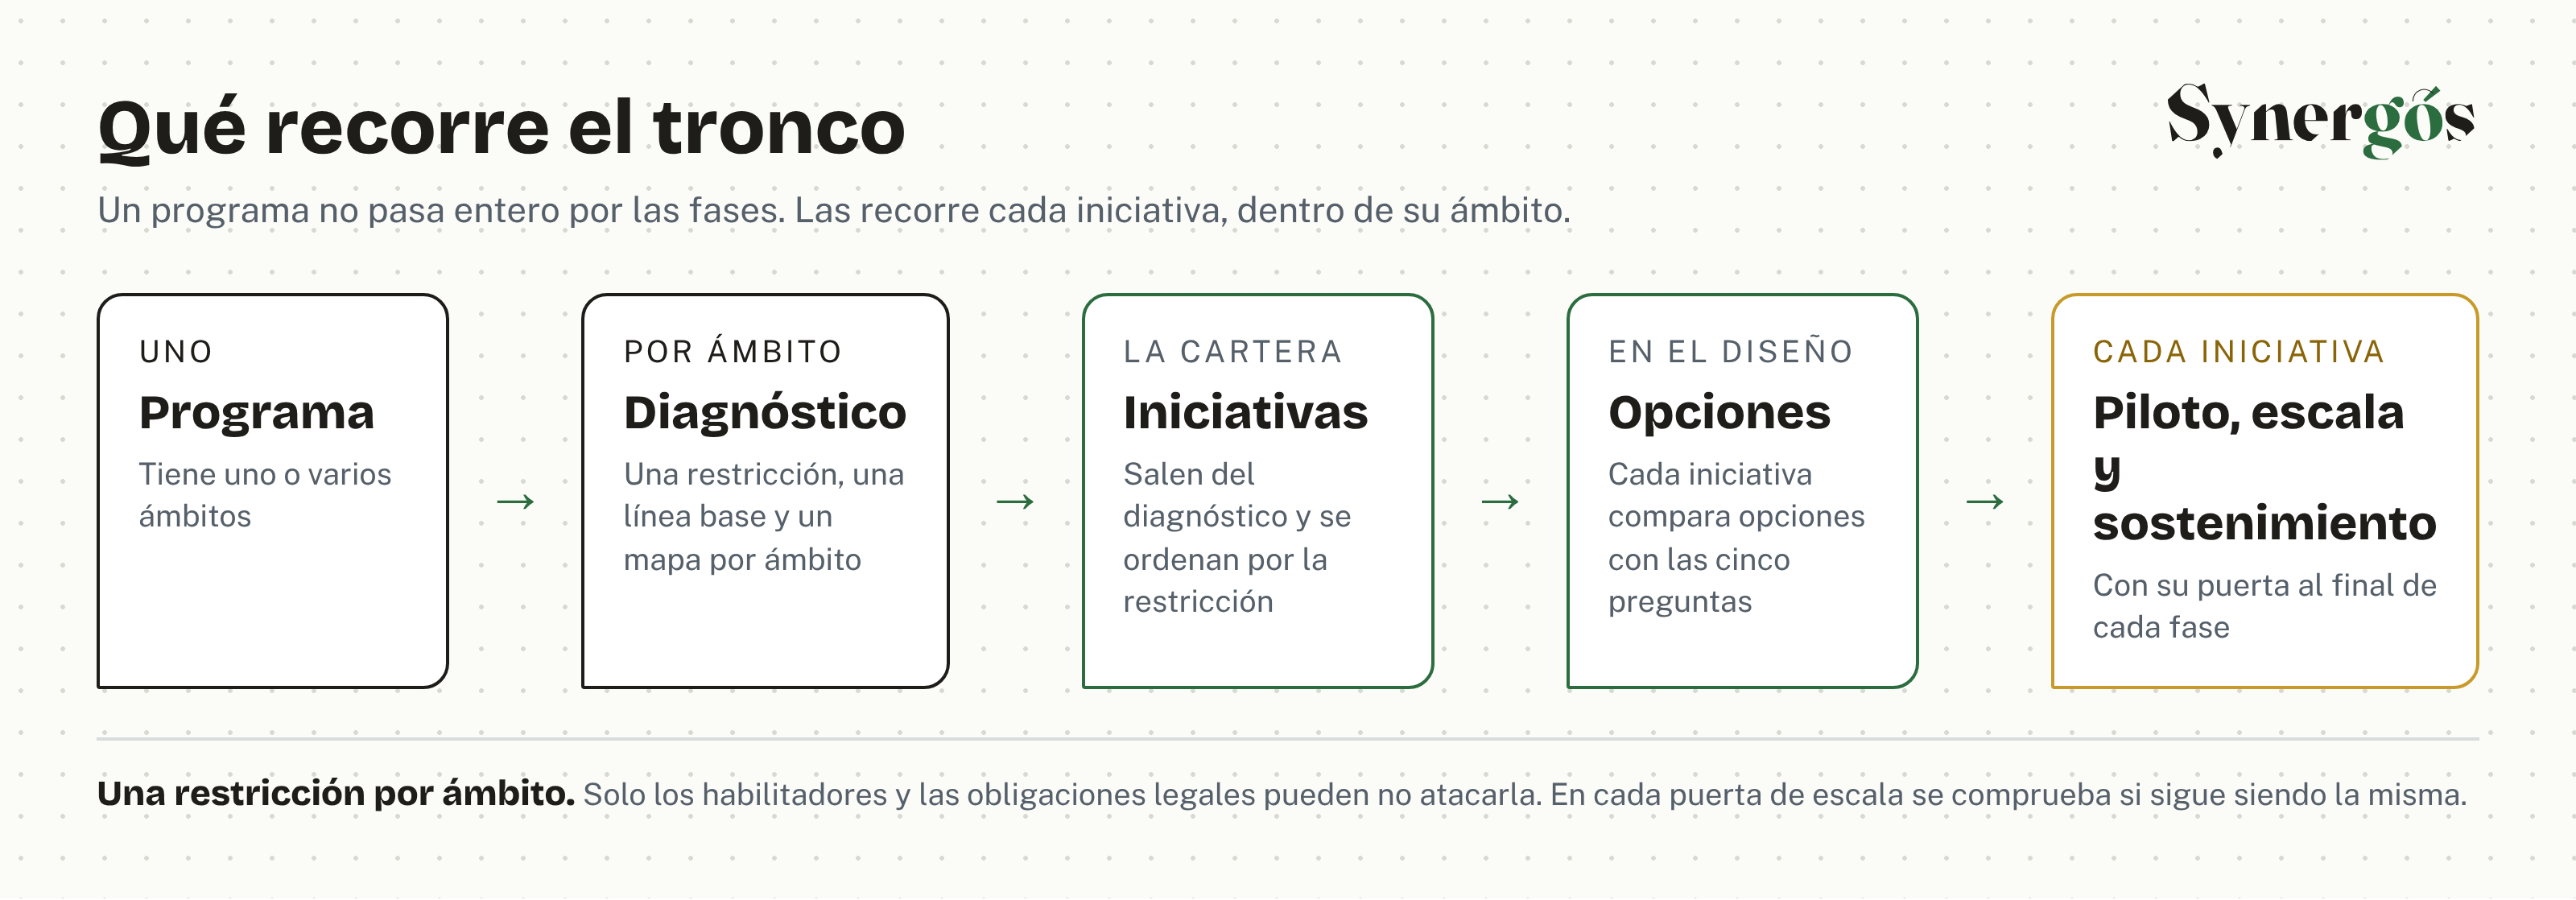 Qué recorre el tronco
Synergós
Un programa no pasa entero por las fases. Las recorre cada iniciativa, dentro de su ámbito.
UNO
Programa
Tiene uno o varios
ámbitos
→
POR ÁMBITO
Diagnóstico
Una restricción, una
línea base y un
mapa por ámbito
→
LA CARTERA
Iniciativas
Salen del
diagnóstico y se
ordenan por la
restricción
→
EN EL DISEÑO
Opciones
Cada iniciativa
compara opciones
con las cinco
preguntas
→
CADA INICIATIVA
Piloto, escala
y
sostenimiento
Con su puerta al final de
cada fase
Una restricción por ámbito. Solo los habilitadores y las obligaciones legales pueden no atacarla. En cada puerta de escala se comprueba si sigue siendo la misma.